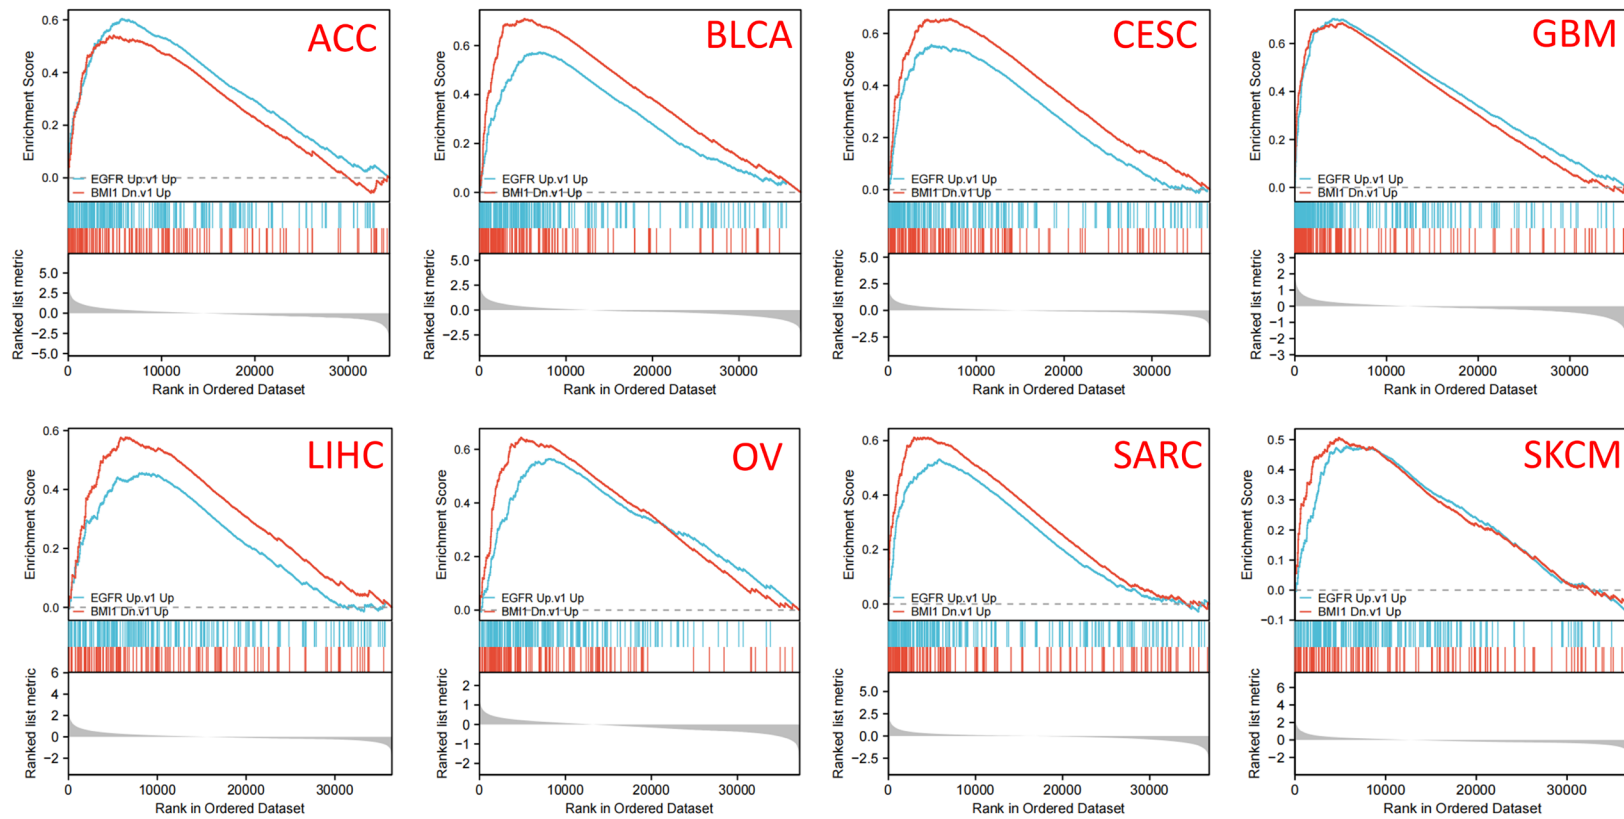 ACC
Enrichment Score
0.6
0.4
0.2
0.0
EGFR Up.v1 Up
BMI1 Dn.v1 Up
Ranked list metric
5.0
2.5
0.0
−2.5
−5.0
0 10000 20000 30000
Rank in Ordered Dataset
BLCA
Enrichment Score
0.6
0.4
0.2
0.0
EGFR Up.v1 Up
BMI1 Dn.v1 Up
Ranked list metric
5.0
2.5
0.0
−2.5
0 10000 20000 30000
Rank in Ordered Dataset
CESC
Enrichment Score
0.6
0.4
0.2
0.0
EGFR Up.v1 Up
BMI1 Dn.v1 Up
Ranked list metric
5.0
2.5
0.0
−2.5
0 10000 20000 30000
Rank in Ordered Dataset
GBM
Enrichment Score
0.6
0.4
0.2
0.0
EGFR Up.v1 Up
BMI1 Dn.v1 Up
Ranked list metric
3
2
1
0
−1
−2
−3
0 10000 20000 30000
Rank in Ordered Dataset
LIHC
Enrichment Score
0.6
0.4
0.2
0.0
EGFR Up.v1 Up
BMI1 Dn.v1 Up
Ranked list metric
6
4
2
0
−2
0 10000 20000 30000
Rank in Ordered Dataset
OV
Enrichment Score
0.6
0.4
0.2
0.0
EGFR Up.v1 Up
BMI1 Dn.v1 Up
Ranked list metric
2
1
0
−1
−2
0 10000 20000 30000
Rank in Ordered Dataset
SARC
Enrichment Score
0.6
0.4
0.2
0.0
EGFR Up.v1 Up
BMI1 Dn.v1 Up
Ranked list metric
5.0
2.5
0.0
−2.5
0 10000 20000 30000
Rank in Ordered Dataset
SKCM
Enrichment Score
0.5
0.4
0.3
0.2
0.1
0.0
−0.1
EGFR Up.v1 Up
BMI1 Dn.v1 Up
Ranked list metric
6
4
2
0
−2
0 10000 20000 30000
Rank in Ordered Dataset